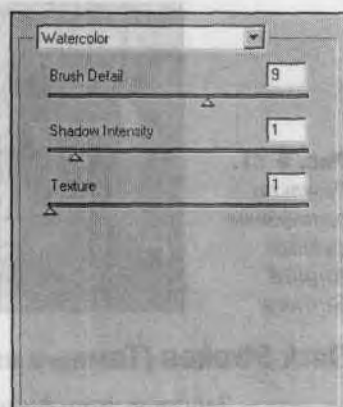 Watercolor
Brush Detail 9
Shadow Intensity 1
Texture 1